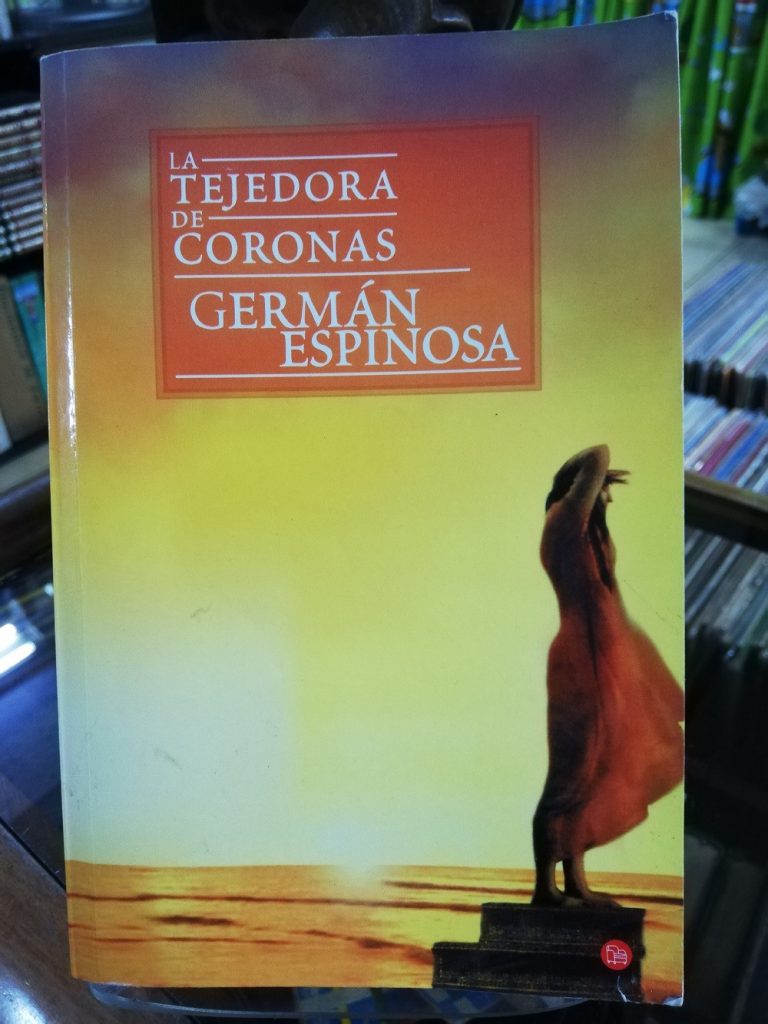 LA
TEJEDORA
DE
CORONAS
GERMÁN
ESPINOSA